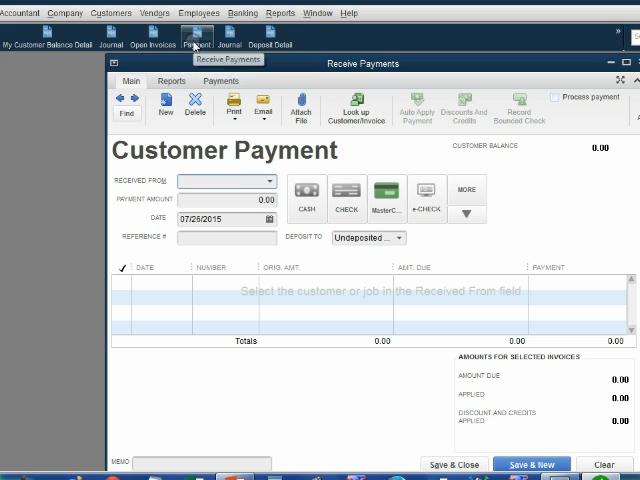 Accountant Company Customers Vendors Employees Banking Reports Window Help
»
My Customer Balance Detail Journal Open Invoices Payment Journal Deposit Detail
Receive Payments
Receive Payments
Main Reports Payments
Find New Delete Print Email Attach File Look up Customer/Invoice Auto Apply Payment Discounts And Credits Record Bounced Check Process payment
Customer Payment
CUSTOMER BALANCE 0.00
RECEIVED FROM
PAYMENT AMOUNT 0.00
DATE 07/26/2015
REFERENCE #
CASH CHECK MasterC... e-CHECK MORE
DEPOSIT TO Undeposited ...
✓ DATE NUMBER ORIG. AMT. AMT. DUE PAYMENT
Select the customer or job in the Received From field
Totals 0.00 0.00 0.00
AMOUNTS FOR SELECTED INVOICES
AMOUNT DUE 0.00
APPLIED 0.00
DISCOUNT AND CREDITS
APPLIED 0.00
MEMO
Save & Close Save & New Clear